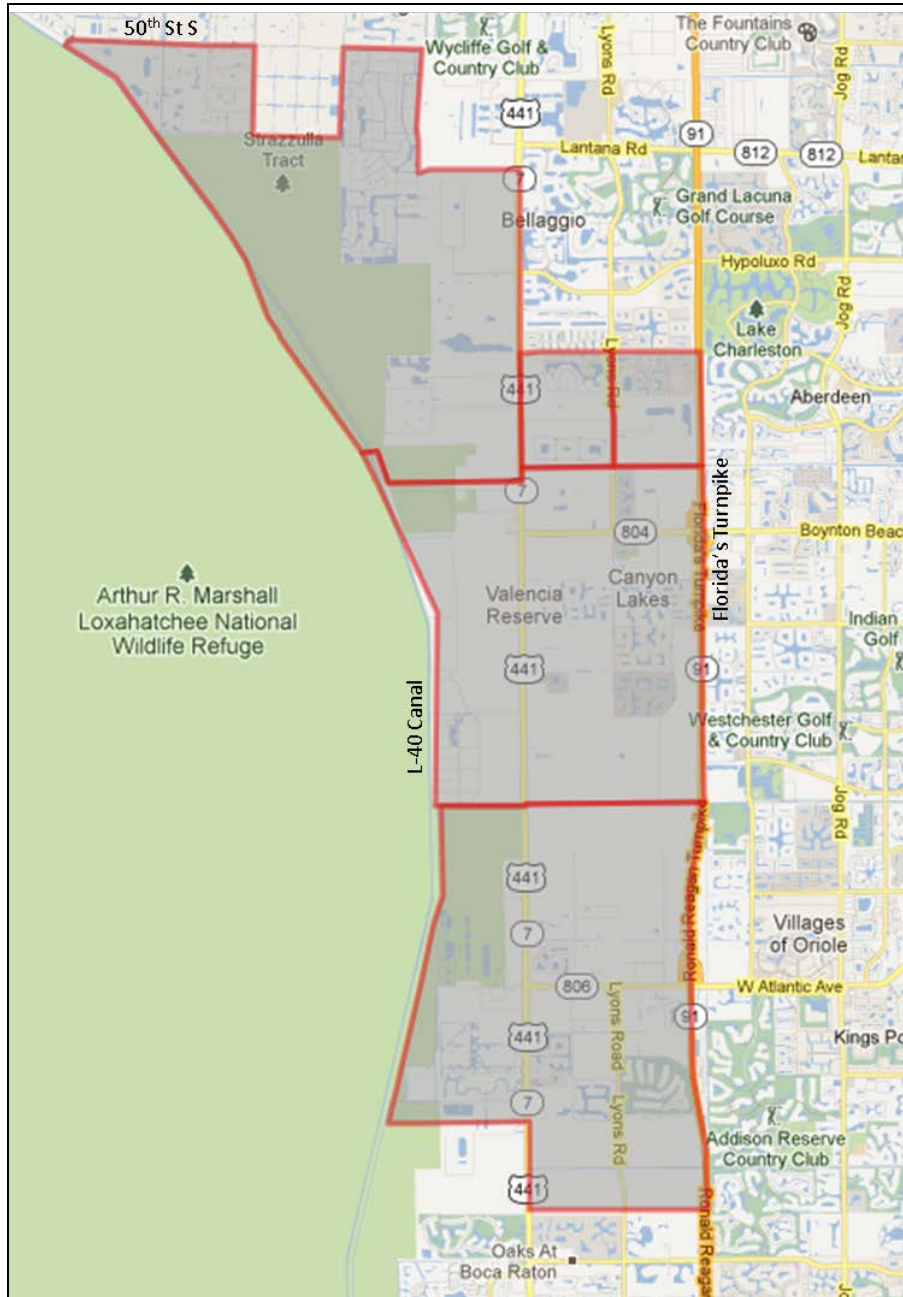 50th St S
Wycliffe Golf &
Country Club
Lyons Rd
The Fountains
Country Club
Jog Rd
441
91
Lantana Rd
812
812
Strazzulla
Tract
7
Bellaggio
Grand Lacuna
Golf Course
Hypoluxo Rd
Jog Rd
Lake
Charleston
Lyons Rd
441
Aberdeen
7
804
Boynton Beac
Florida's Turnpike
Florida's Turnpike
Arthur R. Marshall
Loxahatchee National
Wildlife Refuge
Valencia
Reserve
Canyon
Lakes
Indian
Golf
441
91
L-40 Canal
Westchester Golf
& Country Club
Jog Rd
Ronald Reagan Turnpike
441
7
Villages
of Oriole
806
W Atlantic Ave
91
Lyons Road
441
Kings Po
7
Lyons Rd
Addison Reserve
Country Club
441
Ronald Reaga
Oaks At
Boca Raton